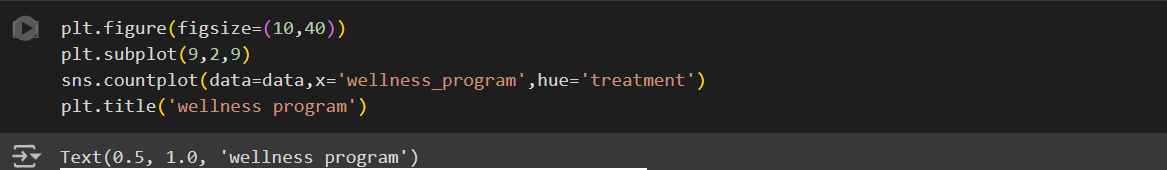 plt.figure(figsize=(10,40))
plt.subplot(9,2,9)
sns.countplot(data=data,x='wellness_program',hue='treatment')
plt.title('wellness program')
Text(0.5, 1.0, 'wellness program')